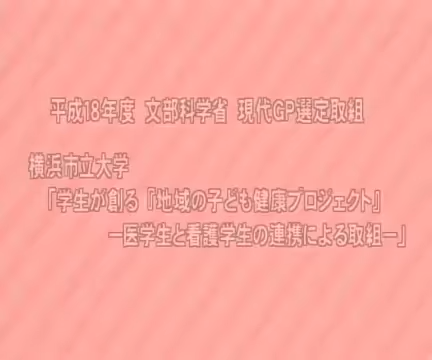 平成18年度 文部科学省 現代GP選定取組
横浜市立大学
「学生が創る『地域の子ども健康プロジェクト』
ー医学生と看護学生の連携による取組ー」